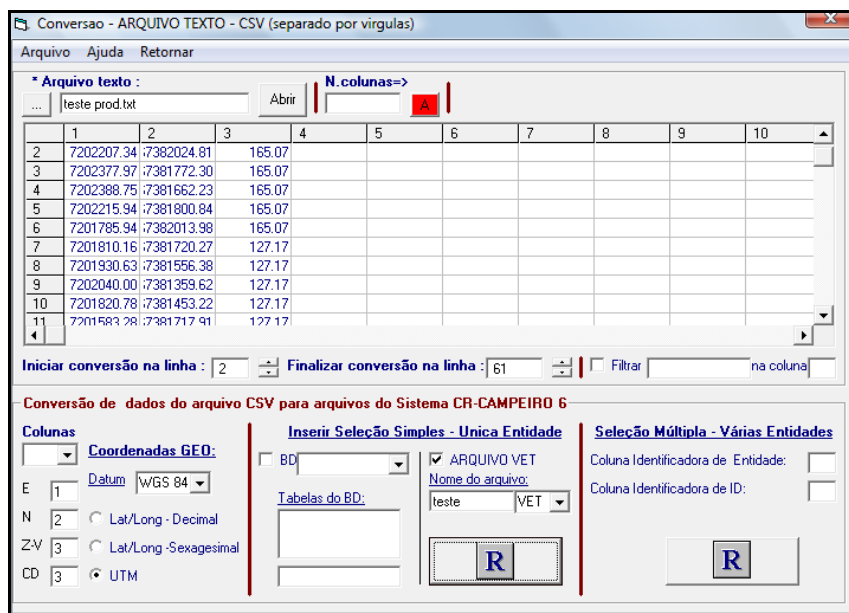 Conversao - ARQUIVO TEXTO - CSV (separado por virgulas)
X
Arquivo Ajuda Retornar
* Arquivo texto : N.colunas=>
... teste prod.txt Abrir A
1 2 3 4 5 6 7 8 9 10
2 7202207.34 7382024.81 165.07
3 7202377.97 7381772.30 165.07
4 7202388.75 7381662.23 165.07
5 7202215.94 7381800.84 165.07
6 7201785.94 7382013.98 165.07
7 7201810.16 7381720.27 127.17
8 7201930.63 7381556.38 127.17
9 7202040.00 7381359.62 127.17
10 7201820.78 7381453.22 127.17
11 7201583.28 7381717.91 127.17
Iniciar conversão na linha : 2 Finalizar conversão na linha : 61 Filtrar na coluna
Conversão de dados do arquivo CSV para arquivos do Sistema CR-CAMPEIRO 6
Colunas
Coordenadas GEO:
Datum WGS 84
E 1
N 2 Lat/Long - Decimal
Z-V 3 Lat/Long -Sexagesimal
CD 3 UTM
Inserir Seleção Simples - Unica Entidade
BD ARQUIVO VET
Nome do arquivo:
Tabelas do BD: teste VET
R
Seleção Múltipla - Várias Entidades
Coluna Identificadora de Entidade:
Coluna Identificadora de ID:
R